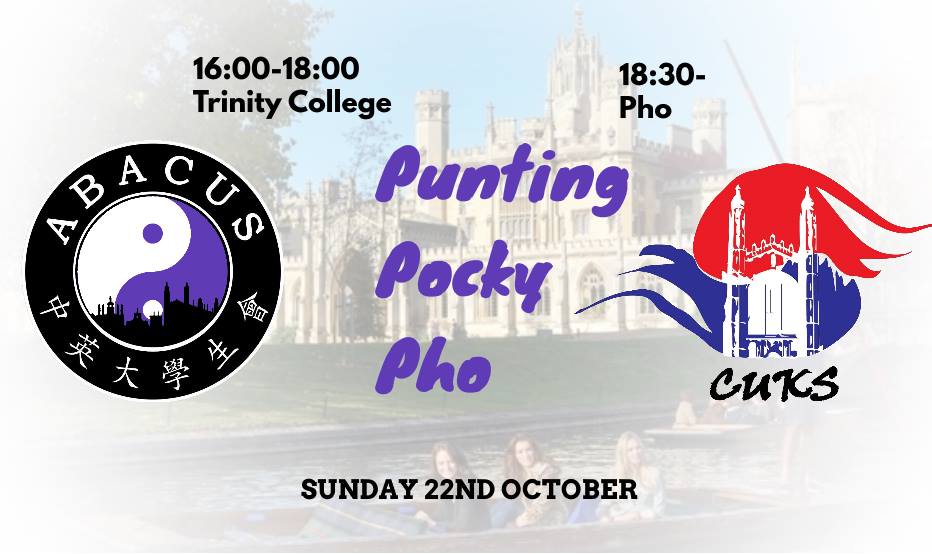 16:00-18:00
Trinity College
18:30-
Pho
Punting
Pocky
Pho
ABACUS
中英大學生會
CUKS
SUNDAY 22ND OCTOBER